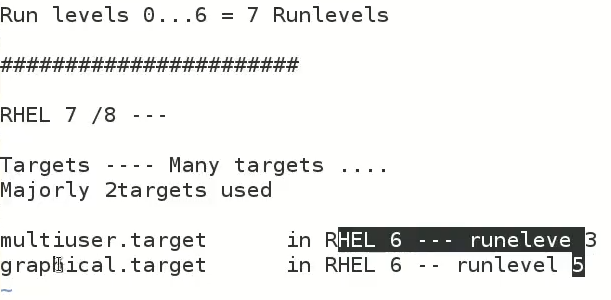 Run levels 0...6 = 7 Runlevels
#######################
RHEL 7 /8 ---
Targets ---- Many targets ....
Majorly 2targets used
multiuser.target in RHEL 6 --- runeleve 3
graphical.target in RHEL 6 -- runlevel 5
~